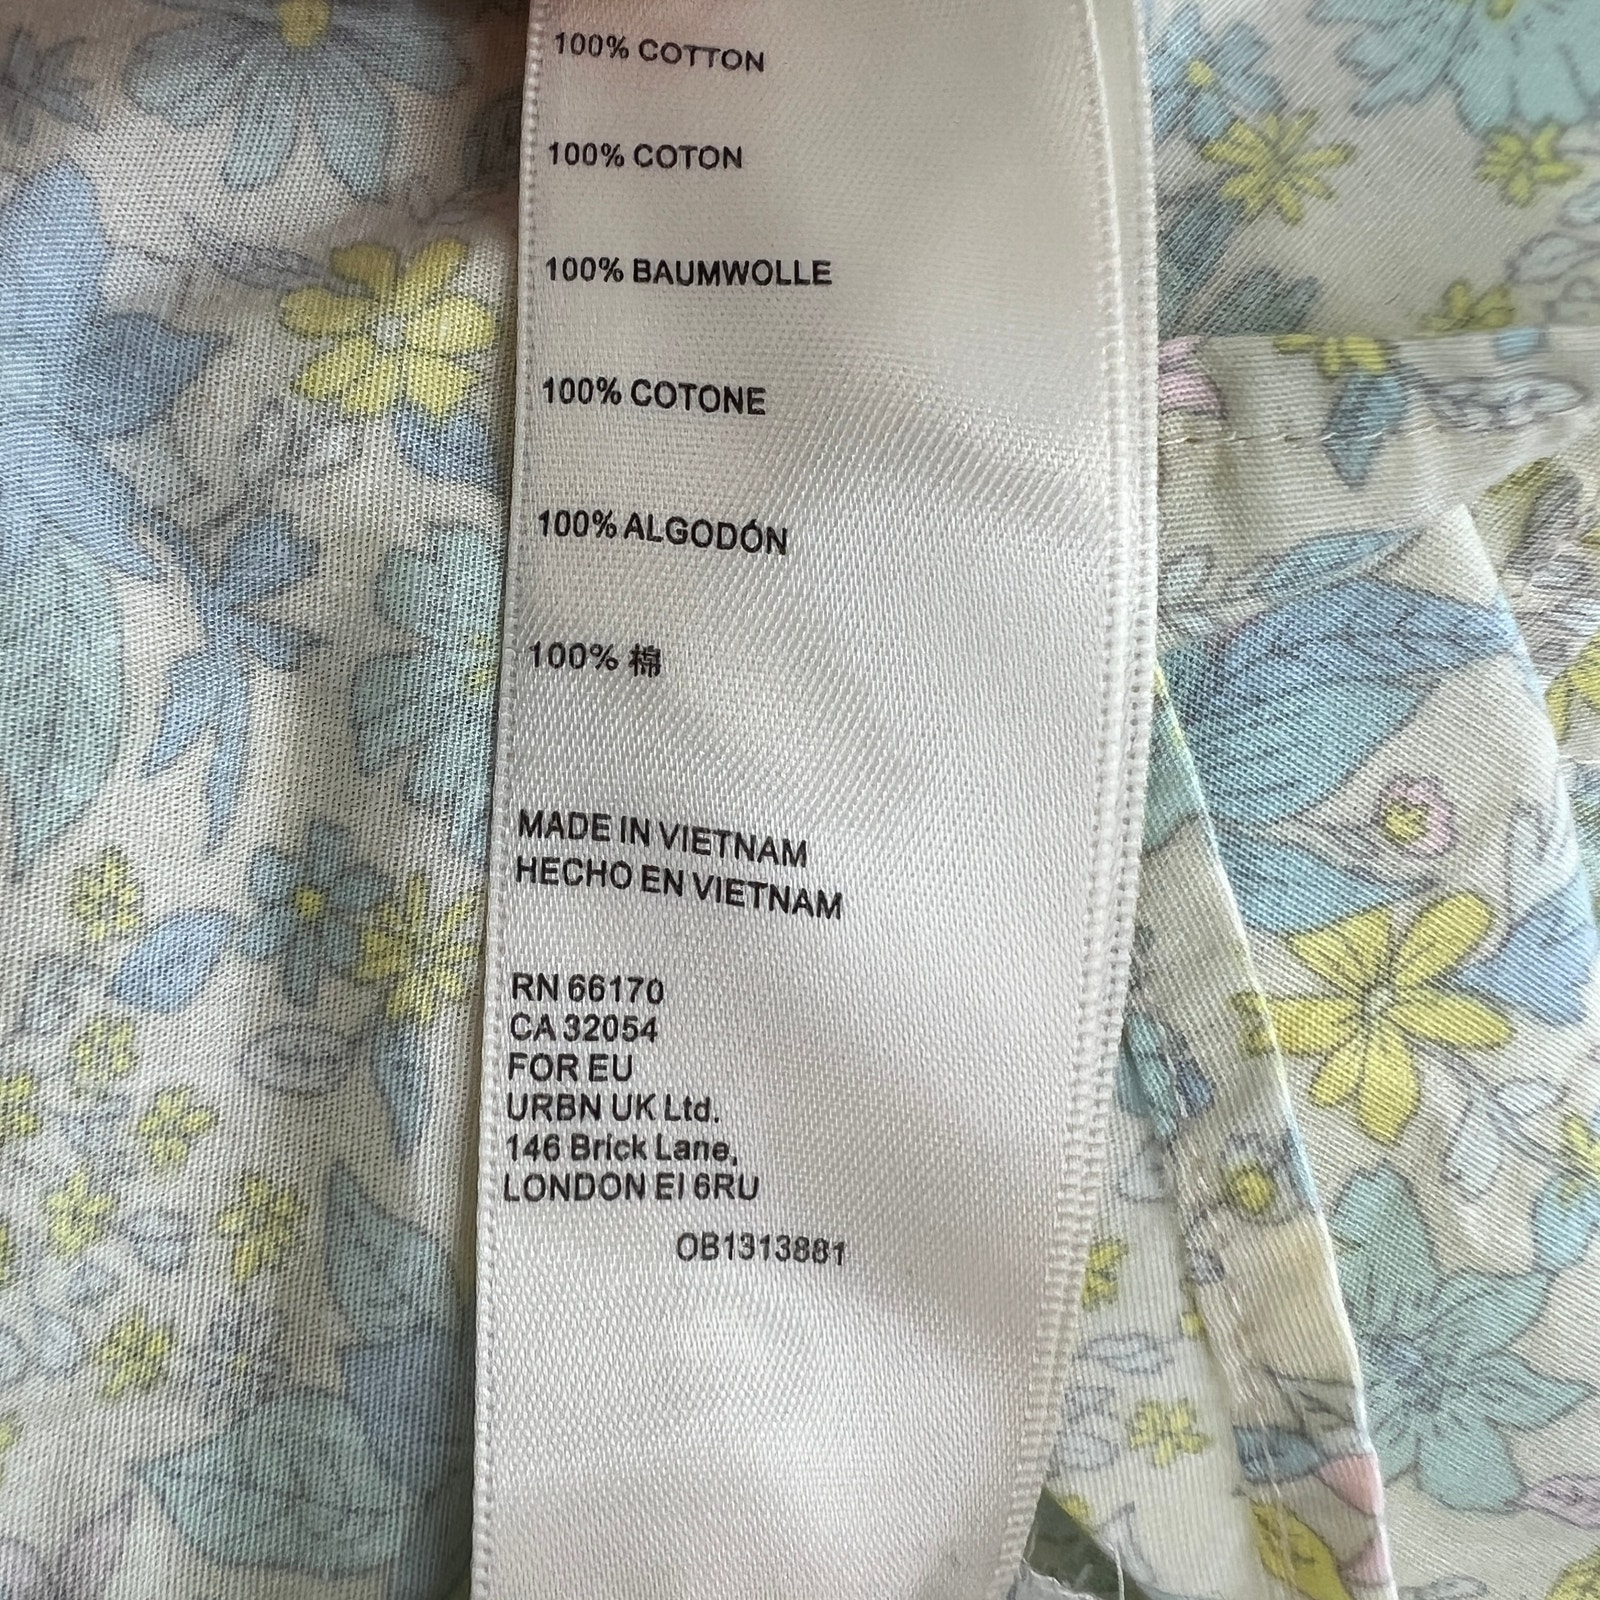 100% COTTON
100% COTON
100% BAUMWOLLE
100% COTONE
100% ALGODÓN
100% 棉
MADE IN VIETNAM
HECHO EN VIETNAM
RN 66170
CA 32054
FOR EU
URBN UK Ltd.
146 Brick Lane,
LONDON EI 6RU
OB1313881